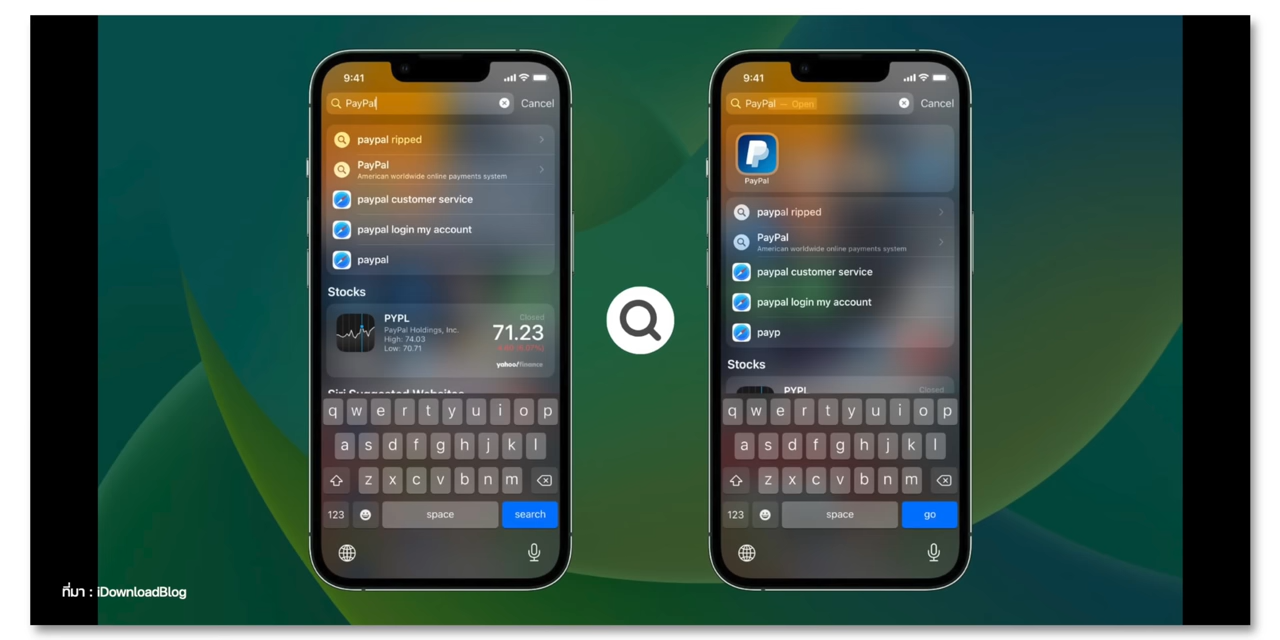 9:41
PayPal
Cancel
paypal ripped
PayPal
American worldwide online payments system
paypal customer service
paypal login my account
paypal
Stocks
PYPL
PayPal Holdings, Inc.
High: 74.03
Low: 70.71
Closed
71.23
yahoo!finance
Siri Suggested Websites
q w e r t y u i o p
a s d f g h j k l
z x c v b n m
123
space
search
9:41
PayPal — Open
Cancel
PayPal
paypal ripped
PayPal
American worldwide online payments system
paypal customer service
paypal login my account
payp
Stocks
PYPL
Closed
q w e r t y u i o p
a s d f g h j k l
z x c v b n m
123
space
go
ที่มา : iDownloadBlog